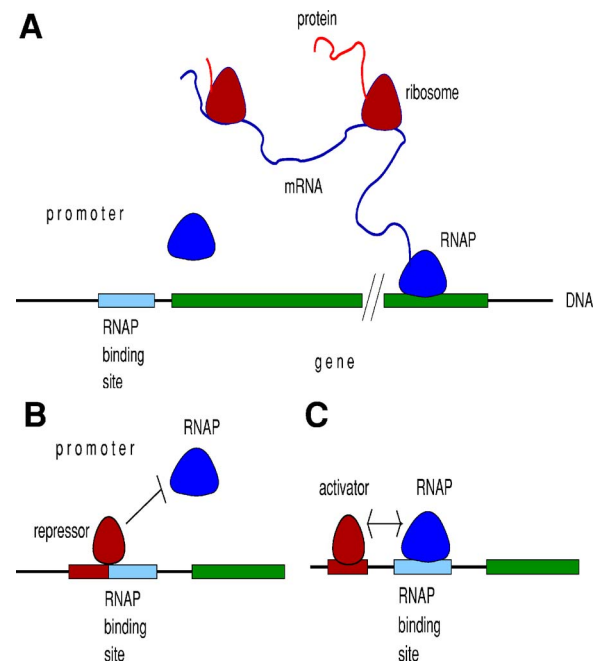 A
protein
ribosome
mRNA
promoter
RNAP
DNA
RNAP
binding
site
gene
B
promoter
RNAP
repressor
RNAP
binding
site
C
activator
RNAP
RNAP
binding
site